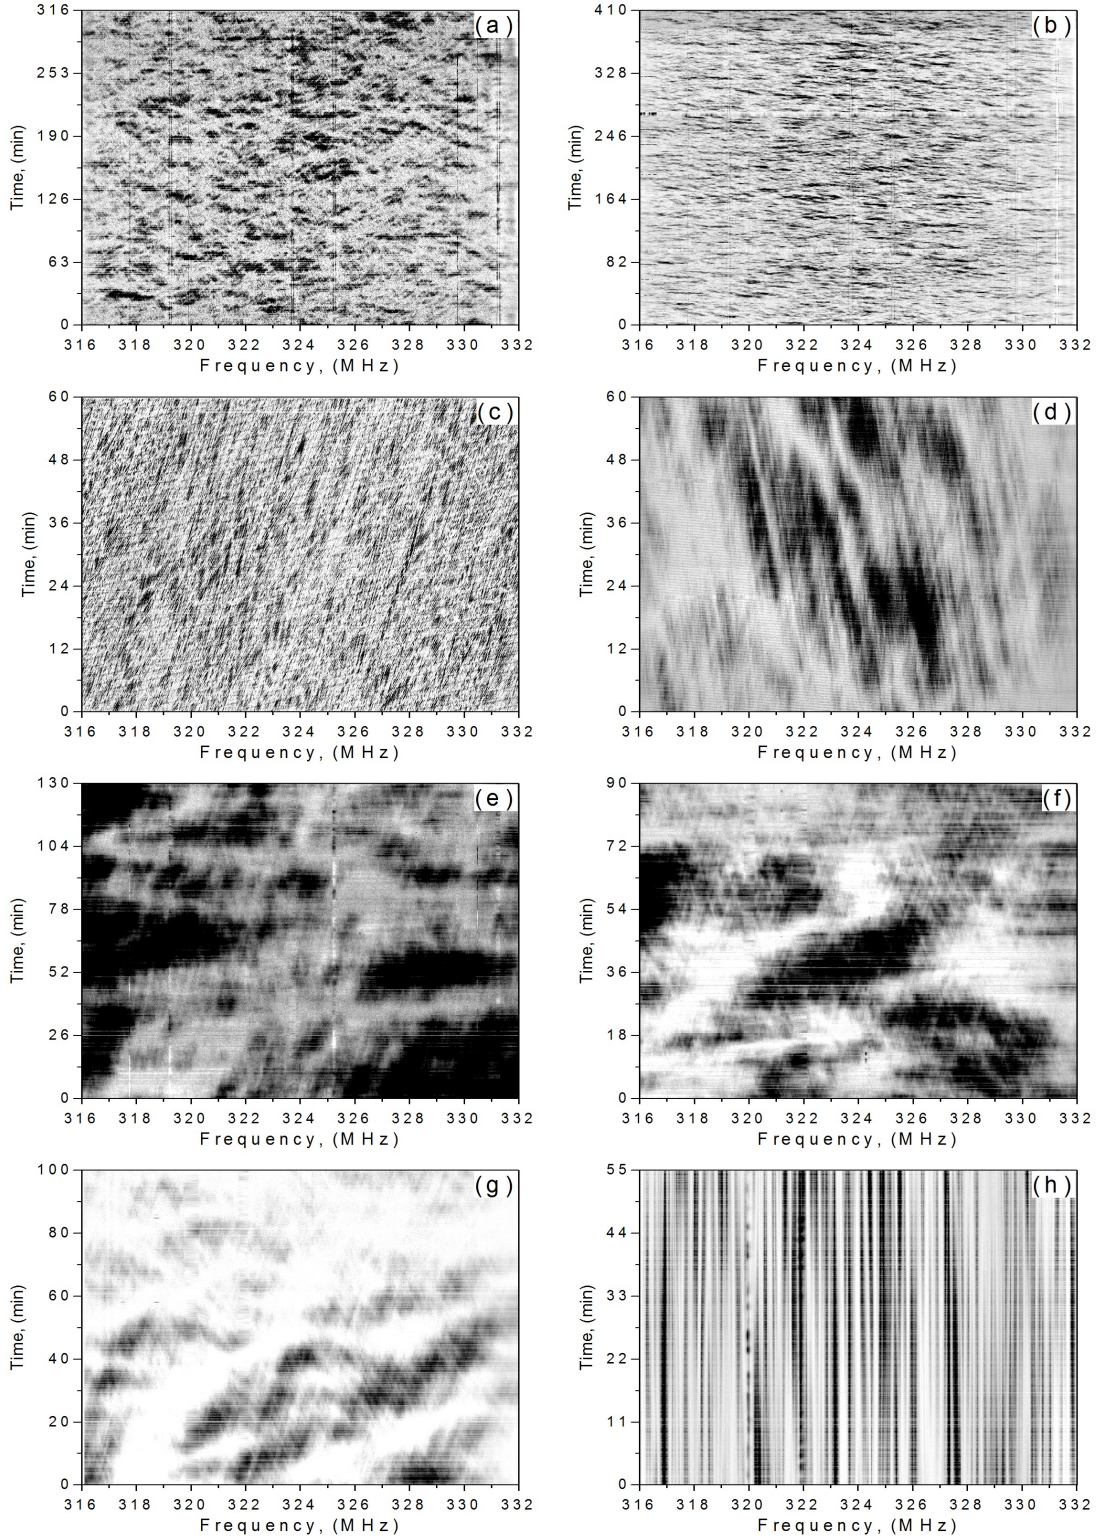 316
253
190
126
63
0
Time, (min)
(a)
316 318 320 322 324 326 328 330 332
Frequency, (MHz)
410
328
246
164
82
0
Time, (min)
(b)
316 318 320 322 324 326 328 330 332
Frequency, (MHz)
60
48
36
24
12
0
Time, (min)
(c)
316 318 320 322 324 326 328 330 332
Frequency, (MHz)
60
48
36
24
12
0
Time, (min)
(d)
316 318 320 322 324 326 328 330 332
Frequency, (MHz)
130
104
78
52
26
0
Time, (min)
(e)
316 318 320 322 324 326 328 330 332
Frequency, (MHz)
90
72
54
36
18
0
Time, (min)
(f)
316 318 320 322 324 326 328 330 332
Frequency, (MHz)
100
80
60
40
20
0
Time, (min)
(g)
316 318 320 322 324 326 328 330 332
Frequency, (MHz)
55
44
33
22
11
0
Time, (min)
(h)
316 318 320 322 324 326 328 330 332
Frequency, (MHz)